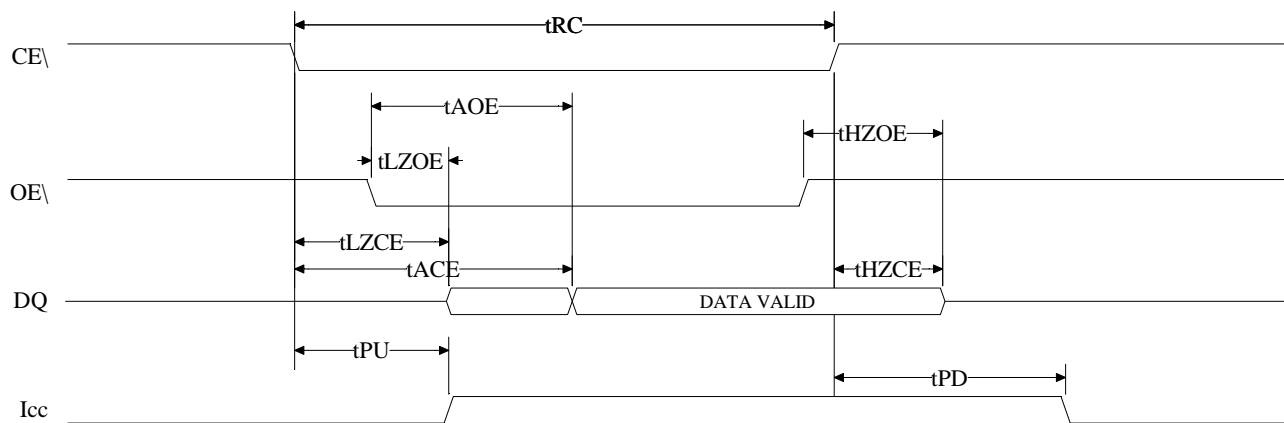 tRC
CE\
tAOE
tHZOE
tLZOE
OE\
tLZCE
tACE
tHZCE
DQ
DATA VALID
tPU
tPD
Icc